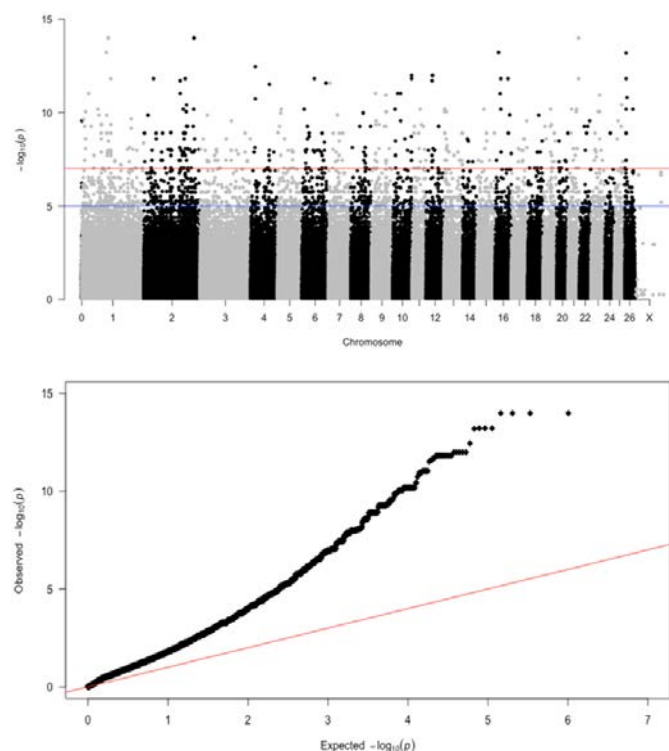 15
10
5
0
−log₁₀(p)
0 1 2 3 4 5 6 7 8 9 10 12 14 16 18 20 22 24 26 X
Chromosome
15
10
5
0
Observed −log₁₀(p)
0 1 2 3 4 5 6 7
Expected −log₁₀(p)